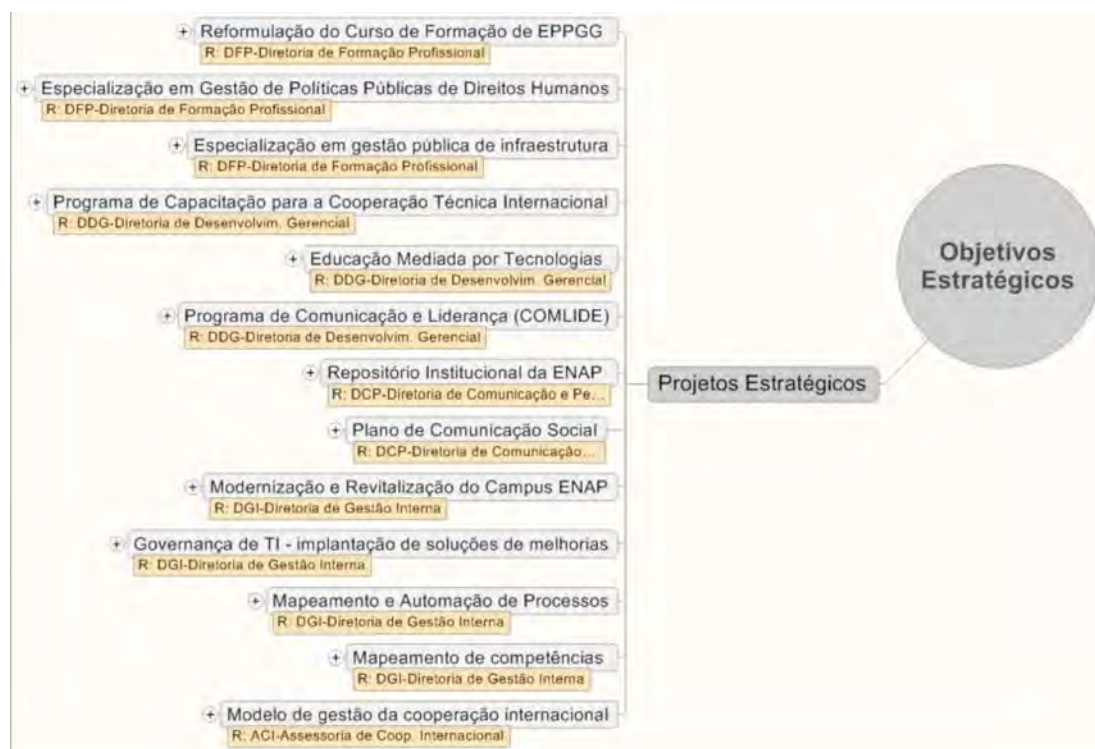 Reformulação do Curso de Formação de EPPGG
R: DFP-Diretoria de Formação Profissional
Especialização em Gestão de Políticas Públicas de Direitos Humanos
R: DFP-Diretoria de Formação Profissional
Especialização em gestão pública de infraestrutura
R: DFP-Diretoria de Formação Profissional
Programa de Capacitação para a Cooperação Técnica Internacional
R: DDG-Diretoria de Desenvolvim. Gerencial
Educação Mediada por Tecnologias
R: DDG-Diretoria de Desenvolvim. Gerencial
Programa de Comunicação e Liderança (COMLIDE)
R: DDG-Diretoria de Desenvolvim. Gerencial
Repositório Institucional da ENAP
R: DCP-Diretoria de Comunicação e Pe...
Plano de Comunicação Social
R: DCP-Diretoria de Comunicação...
Modernização e Revitalização do Campus ENAP
R: DGI-Diretoria de Gestão Interna
Governança de TI - implantação de soluções de melhorias
R: DGI-Diretoria de Gestão Interna
Mapeamento e Automação de Processos
R: DGI-Diretoria de Gestão Interna
Mapeamento de competências
R: DGI-Diretoria de Gestão Interna
Modelo de gestão da cooperação internacional
R: ACI-Assessoria de Coop. Internacional
Projetos Estratégicos
Objetivos
Estratégicos